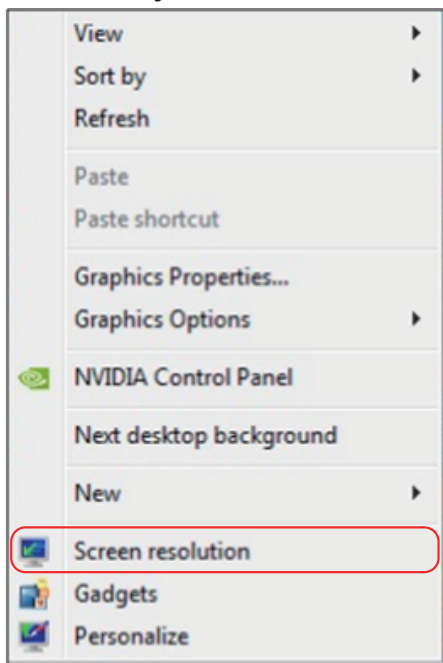 View
Sort by
Refresh
Paste
Paste shortcut
Graphics Properties...
Graphics Options
NVIDIA Control Panel
Next desktop background
New
Screen resolution
Gadgets
Personalize